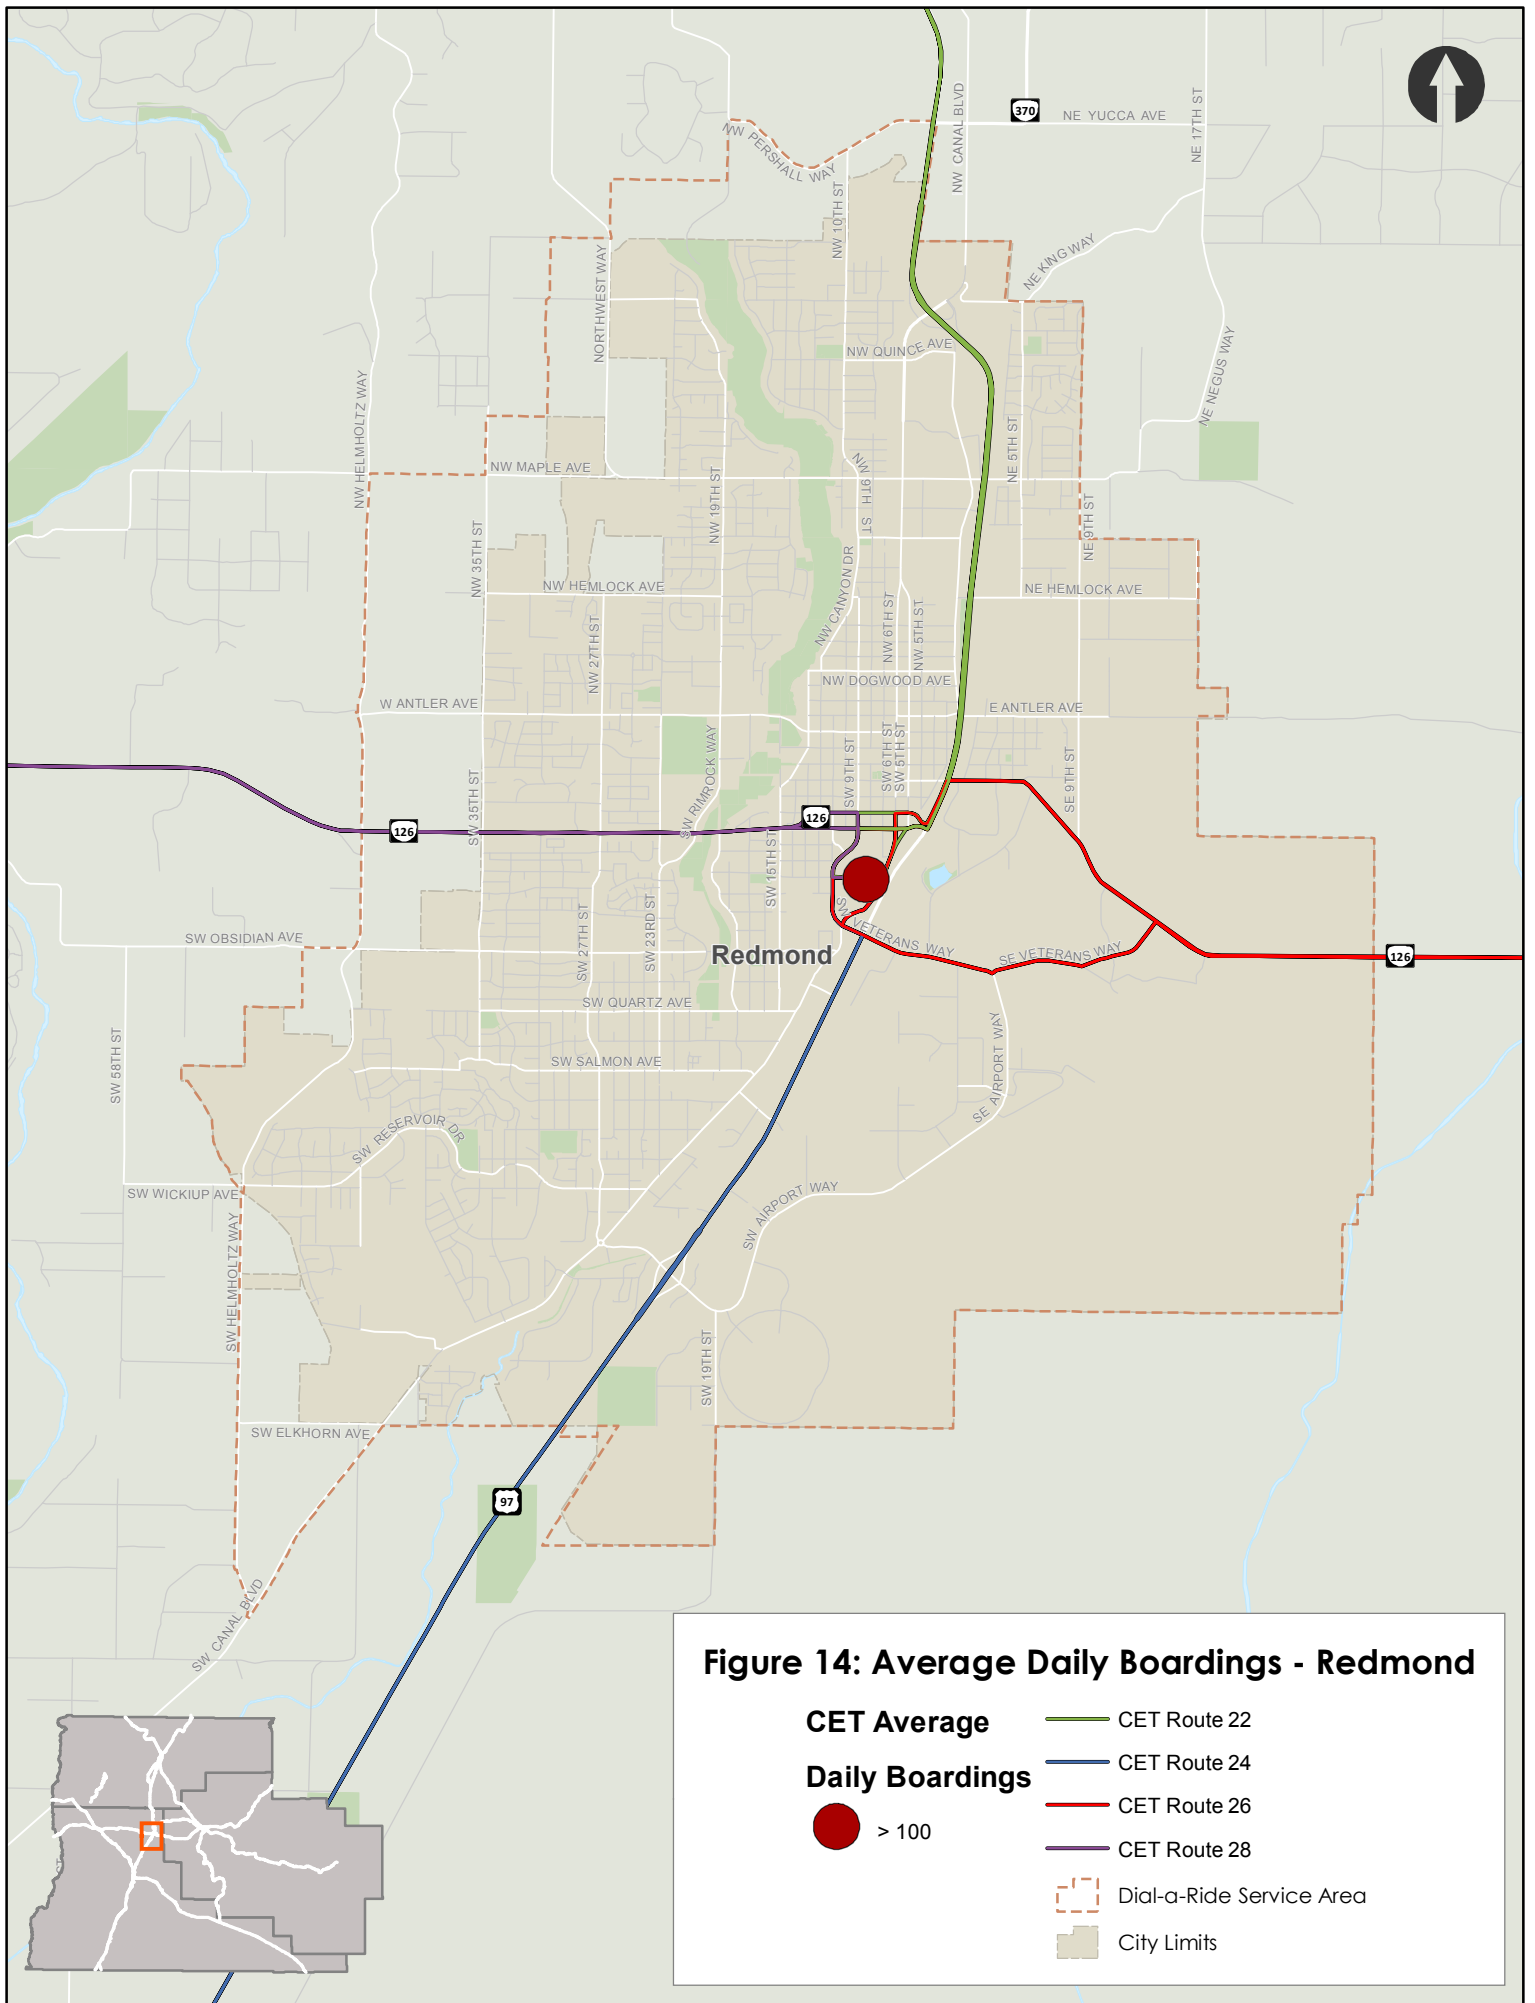 370
NE YUCCA AVE
NW CANAL BLVD
NE 17TH ST
NW PERSHALL WAY
NW 10TH ST
NE KING WAY
NORTHWEST WAY
NW QUINCE AVE
NE NEGUS WAY
NW HELMHOLTZ WAY
NE 5TH ST
NW MAPLE AVE
NW 19TH ST
NW 9TH ST
NE 9TH ST
NW 35TH ST
NW HEMLOCK AVE
NE HEMLOCK AVE
NW CANYON DR
NW 6TH ST
NW 5TH ST
NW 27TH ST
NW DOGWOOD AVE
W ANTLER AVE
E ANTLER AVE
SW RIMROCK WAY
SW 9TH ST
SW 6TH ST
SW 5TH ST
SE 9TH ST
SW 35TH ST
126
126
SW 15TH ST
SW VETERANS WAY
SE VETERANS WAY
126
SW OBSIDIAN AVE
SW 27TH ST
SW 23RD ST
Redmond
SW QUARTZ AVE
SW 58TH ST
SW SALMON AVE
SE AIRPORT WAY
SW RESERVOIR DR
SW WICKIUP AVE
SW AIRPORT WAY
SW HELMHOLTZ WAY
SW 19TH ST
SW ELKHORN AVE
97
SW CANAL BLVD
Figure 14: Average Daily Boardings - Redmond
CET Average
Daily Boardings
> 100
CET Route 22
CET Route 24
CET Route 26
CET Route 28
Dial-a-Ride Service Area
City Limits